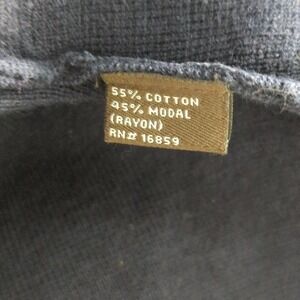 55% COTTON
45% MODAL
(RAYON)
RN# 16859